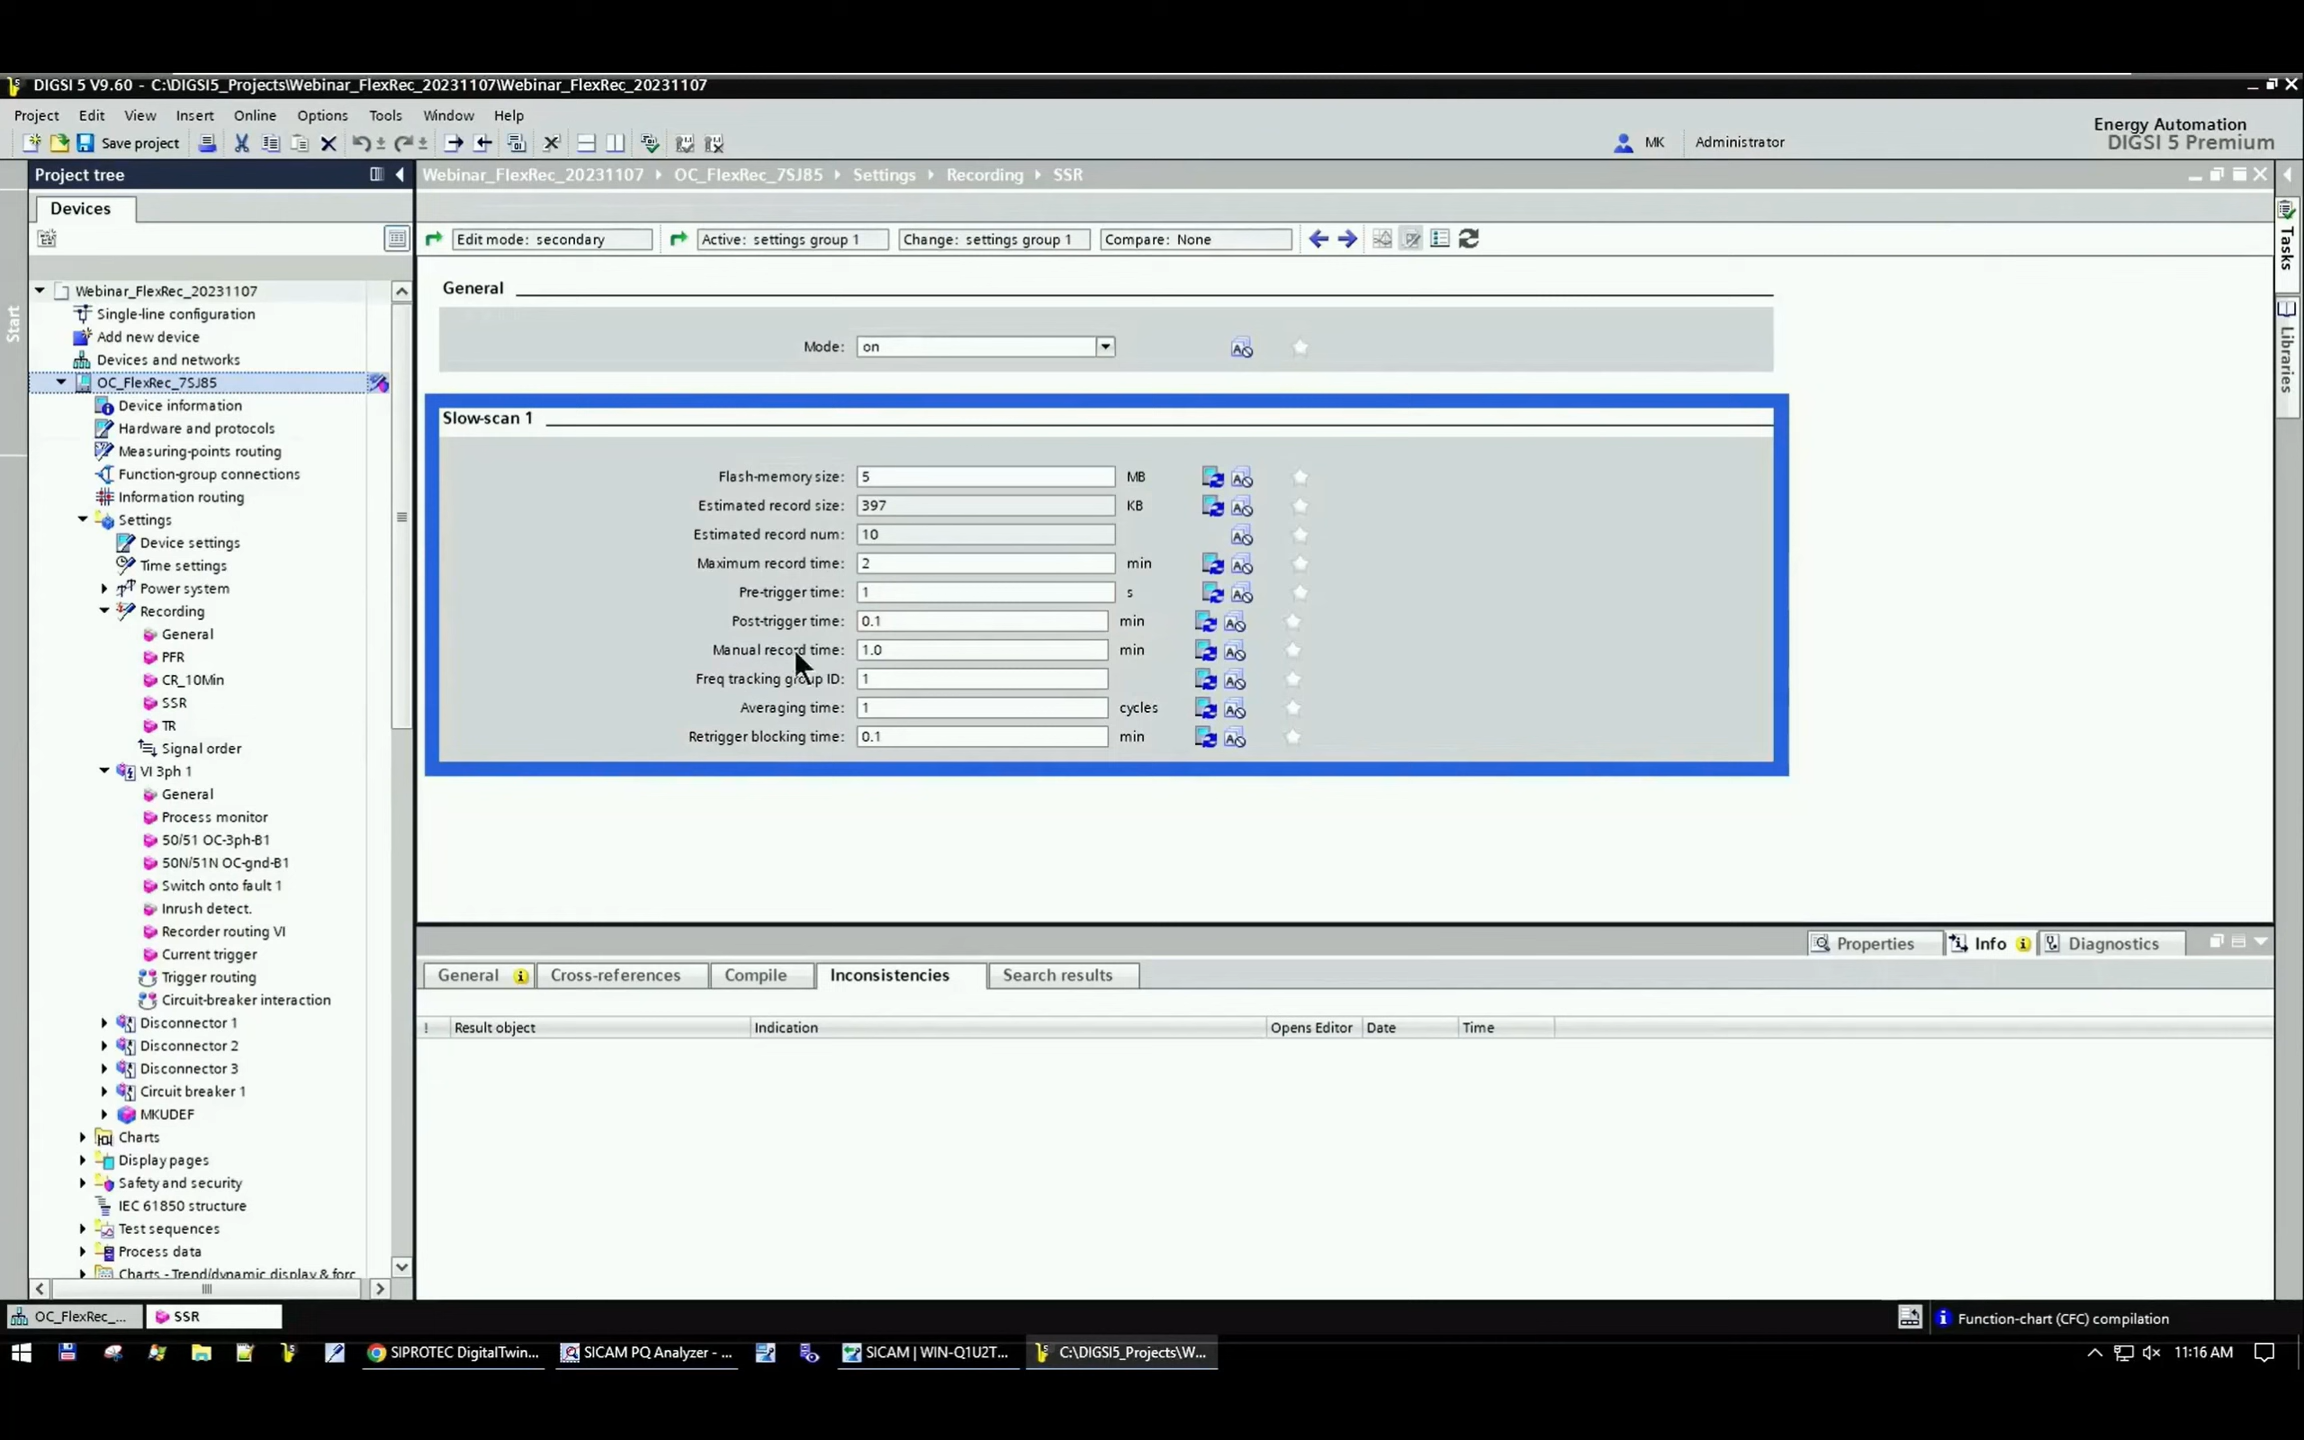 DIGSI 5 V9.60 - C:\DIGSI5_Projects\Webinar_FlexRec_20231107\Webinar_FlexRec_20231107
Project Edit View Insert Online Options Tools Window Help
Energy Automation
DIGSI 5 Premium
Save project
MK Administrator
Project tree
Webinar_FlexRec_20231107 OC_FlexRec_7SJ85 Settings Recording SSR
Devices
Edit mode: secondary
Active: settings group 1
Change: settings group 1
Compare: None
Start
Tasks
Libraries
Webinar_FlexRec_20231107
Single-line configuration
Add new device
Devices and networks
OC_FlexRec_7SJ85
Device information
Hardware and protocols
Measuring-points routing
Function-group connections
Information routing
Settings
Device settings
Time settings
Power system
Recording
General
PFR
CR_10Min
SSR
TR
Signal order
VI 3ph 1
General
Process monitor
50/51 OC-3ph-B1
50N/51N OC-gnd-B1
Switch onto fault 1
Inrush detect.
Recorder routing VI
Current trigger
Trigger routing
Circuit-breaker interaction
Disconnector 1
Disconnector 2
Disconnector 3
Circuit breaker 1
MKUDEF
Charts
Display pages
Safety and security
IEC 61850 structure
Test sequences
Process data
Charts - Trend/dynamic display & forc
General
Mode: on
Slow-scan 1
Flash-memory size: 5 MB
Estimated record size: 397 KB
Estimated record num: 10
Maximum record time: 2 min
Pre-trigger time: 1 s
Post-trigger time: 0.1 min
Manual record time: 1.0 min
Freq tracking group ID: 1
Averaging time: 1 cycles
Retrigger blocking time: 0.1 min
Properties Info Diagnostics
General Cross-references Compile Inconsistencies Search results
! Result object Indication Opens Editor Date Time
OC_FlexRec_... SSR
Function-chart (CFC) compilation
SIPROTEC DigitalTwin...
SICAM PQ Analyzer - ...
SICAM | WIN-Q1U2T...
C:\DIGSI5_Projects\W...
11:16 AM